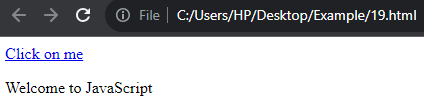 File C:/Users/HP/Desktop/Example/19.html
Click on me
Welcome to JavaScript